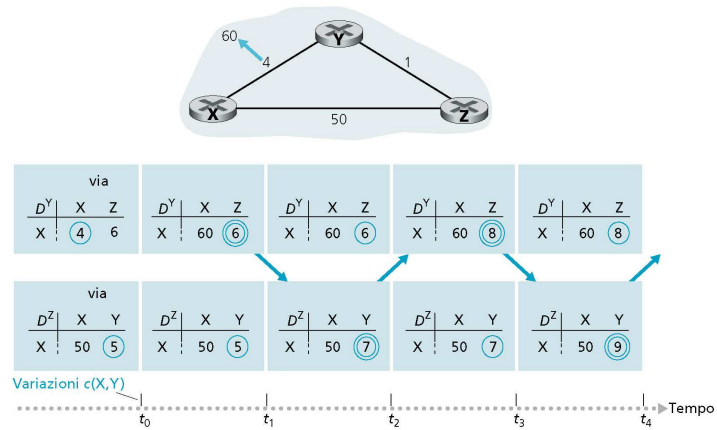 60
Y
4
1
X
50
Z
via
D^Y X Z
X 4 6
D^Y X Z
X 60 6
D^Y X Z
X 60 6
D^Y X Z
X 60 8
D^Y X Z
X 60 8
via
D^Z X Y
X 50 5
D^Z X Y
X 50 5
D^Z X Y
X 50 7
D^Z X Y
X 50 7
D^Z X Y
X 50 9
Variazioni c(X,Y)
t0 t1 t2 t3 t4 Tempo